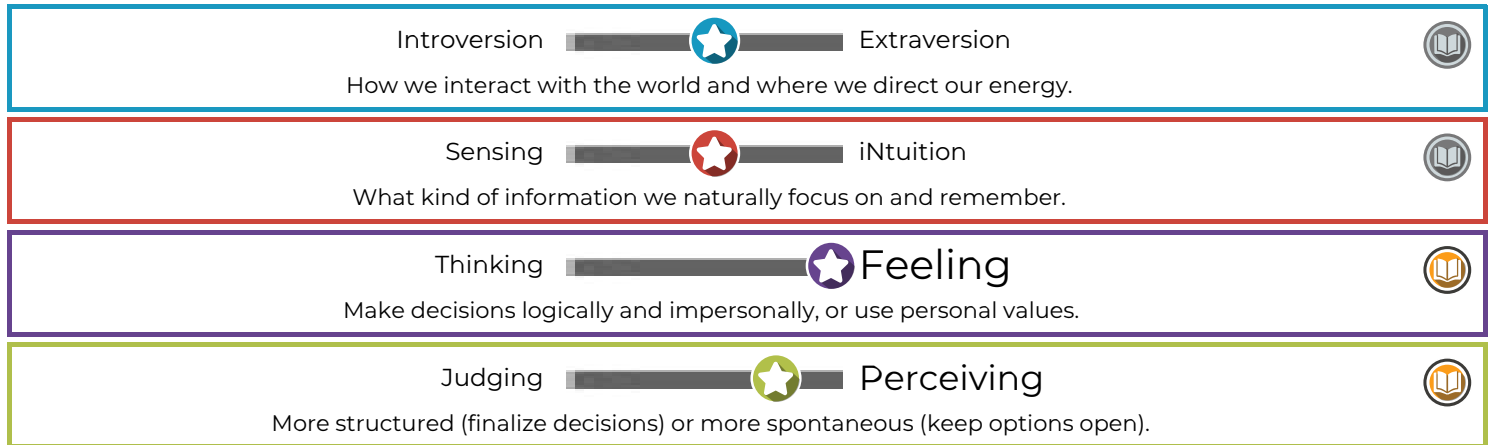 Introversion Extraversion
How we interact with the world and where we direct our energy.
Sensing iNtuition
What kind of information we naturally focus on and remember.
Thinking Feeling
Make decisions logically and impersonally, or use personal values.
Judging Perceiving
More structured (finalize decisions) or more spontaneous (keep options open).